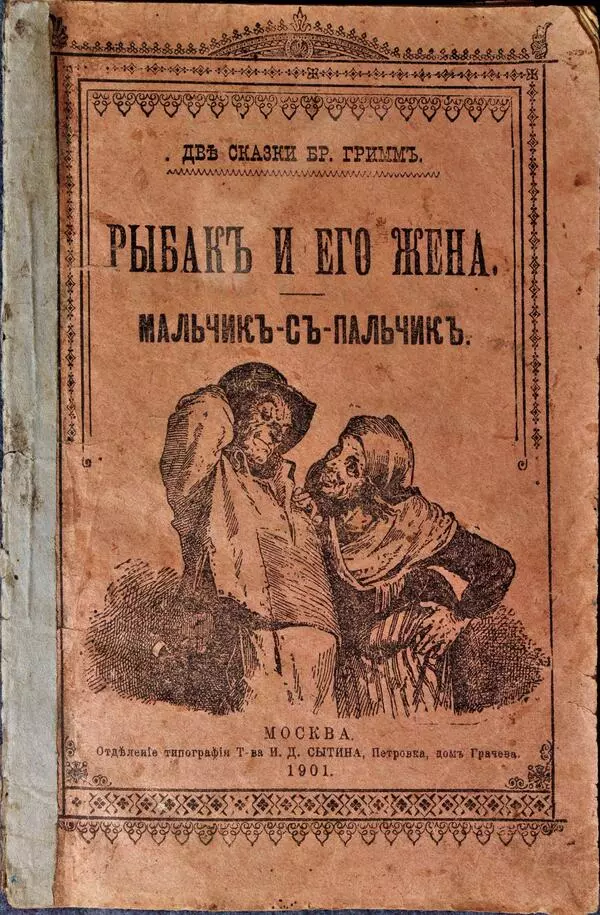 ДВѢ СКАЗКИ БР. ГРИММЪ.
РЫБАКЪ И ЕГО ЖЕНА.
МАЛЬЧИКЪ-СЪ-ПАЛЬЧИКЪ.
МОСКВА.
Отдѣленіе типографіи Т-ва И. Д. СЫТИНА, Петровка, домъ Грачева.
1901.